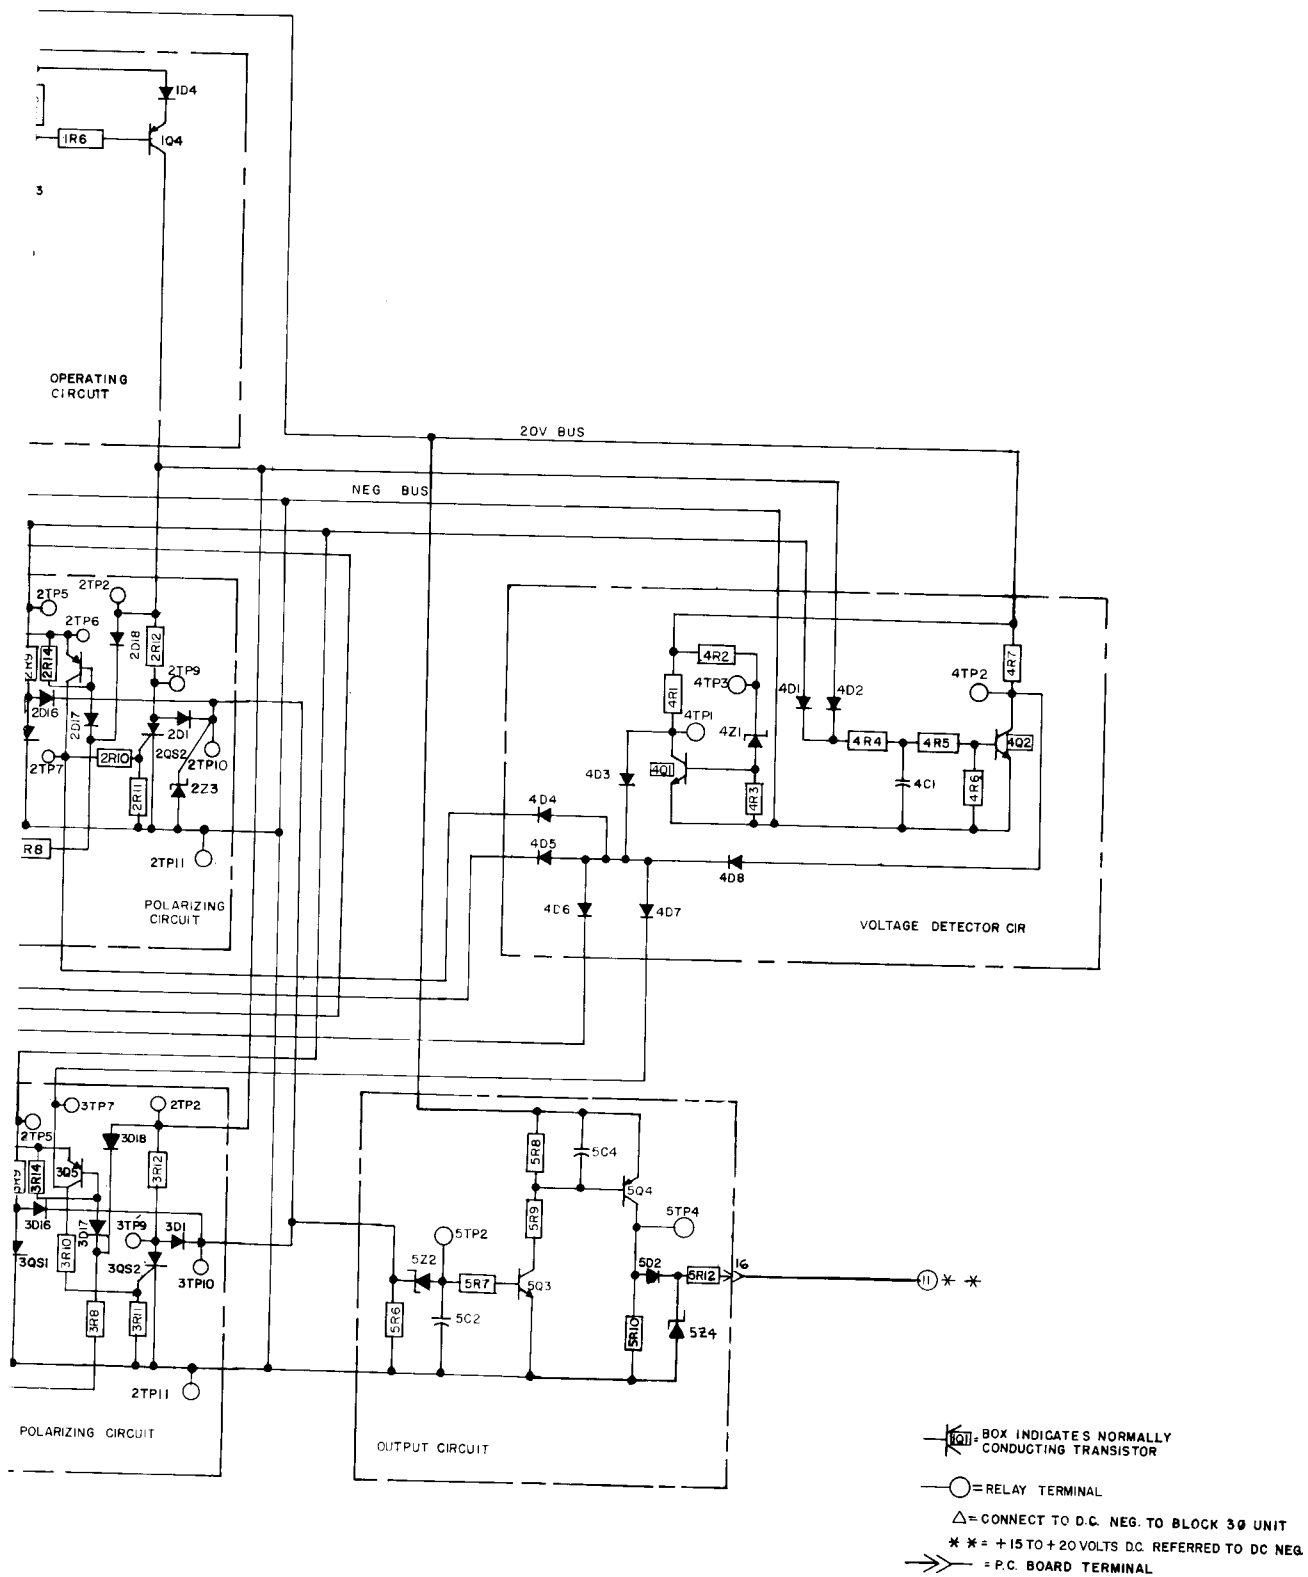 1D4
1R6
1Q4
3
OPERATING
CIRCUIT
20V BUS
NEG BUS
2TP5
2TP2
2TP6
2R9
2R14
2D18
2R12
2TP9
2D16
2D17
2D1
2QS2
2TP10
2TP7
2R10
2R11
2Z3
R8
2TP11
POLARIZING
CIRCUIT
4R2
4R1
4TP3
4TP1
4Z1
4D3
4Q1
4R3
4D1
4D2
4TP2
4R7
4R4
4R5
4Q2
4C1
4R6
4D4
4D5
4D8
4D6
4D7
VOLTAGE DETECTOR CIR
3TP7
2TP2
2TP5
3D18
3R9
3R14
3Q5
3R12
3D16
3D17
3TP9
3D1
3R10
3QS1
3QS2
3TP10
3R8
3R11
2TP11
POLARIZING CIRCUIT
5R8
5C4
5Q4
5R9
5TP4
5TP2
5Z2
5R7
5Q3
5D2
5R12
16
11
* *
5R6
5C2
5R10
5Z4
OUTPUT CIRCUIT
1Q1 = BOX INDICATES NORMALLY
CONDUCTING TRANSISTOR
= RELAY TERMINAL
△ = CONNECT TO D.C. NEG. TO BLOCK 3Ø UNIT
* * = +15 TO +20 VOLTS D.C. REFERRED TO DC NEG.
= P.C. BOARD TERMINAL